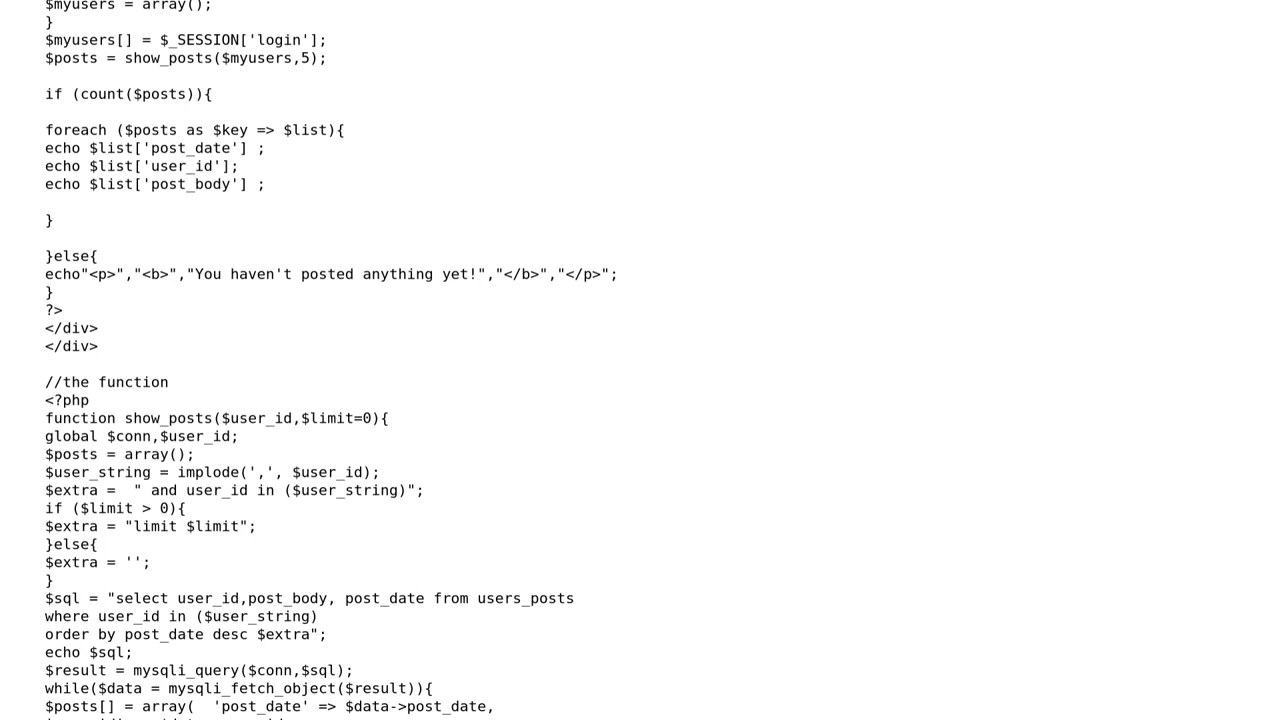 $myusers = array();
}
$myusers[] = $_SESSION['login'];
$posts = show_posts($myusers,5);
if (count($posts)){
foreach ($posts as $key => $list){
echo $list['post_date'] ;
echo $list['user_id'];
echo $list['post_body'] ;
}
}else{
echo"<p>","<b>","You haven't posted anything yet!","</b>","</p>";
}
?>
</div>
</div>
//the function
<?php
function show_posts($user_id,$limit=0){
global $conn,$user_id;
$posts = array();
$user_string = implode(',', $user_id);
$extra =  " and user_id in ($user_string)";
if ($limit > 0){
$extra = "limit $limit";
}else{
$extra = '';
}
$sql = "select user_id,post_body, post_date from users_posts
where user_id in ($user_string)
order by post_date desc $extra";
echo $sql;
$result = mysqli_query($conn,$sql);
while($data = mysqli_fetch_object($result)){
$posts[] = array(  'post_date' => $data->post_date,